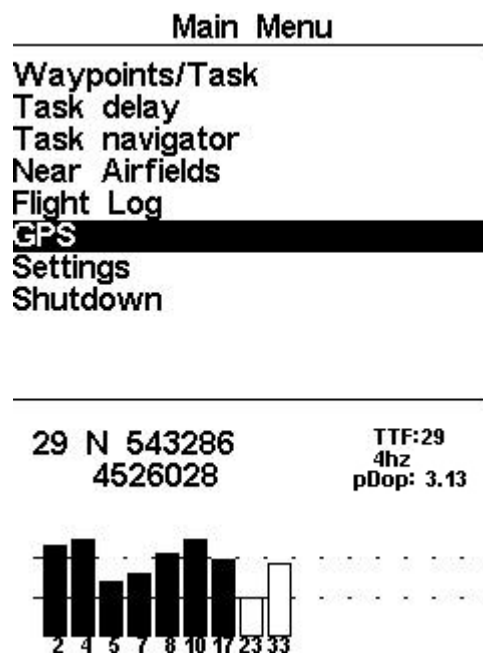 Main Menu
Waypoints/Task
Task delay
Task navigator
Near Airfields
Flight Log
GPS
Settings
Shutdown
29 N 543286
4526028
TTF:29
4hz
pDop: 3.13
2 4 5 7 8 10 17 23 33